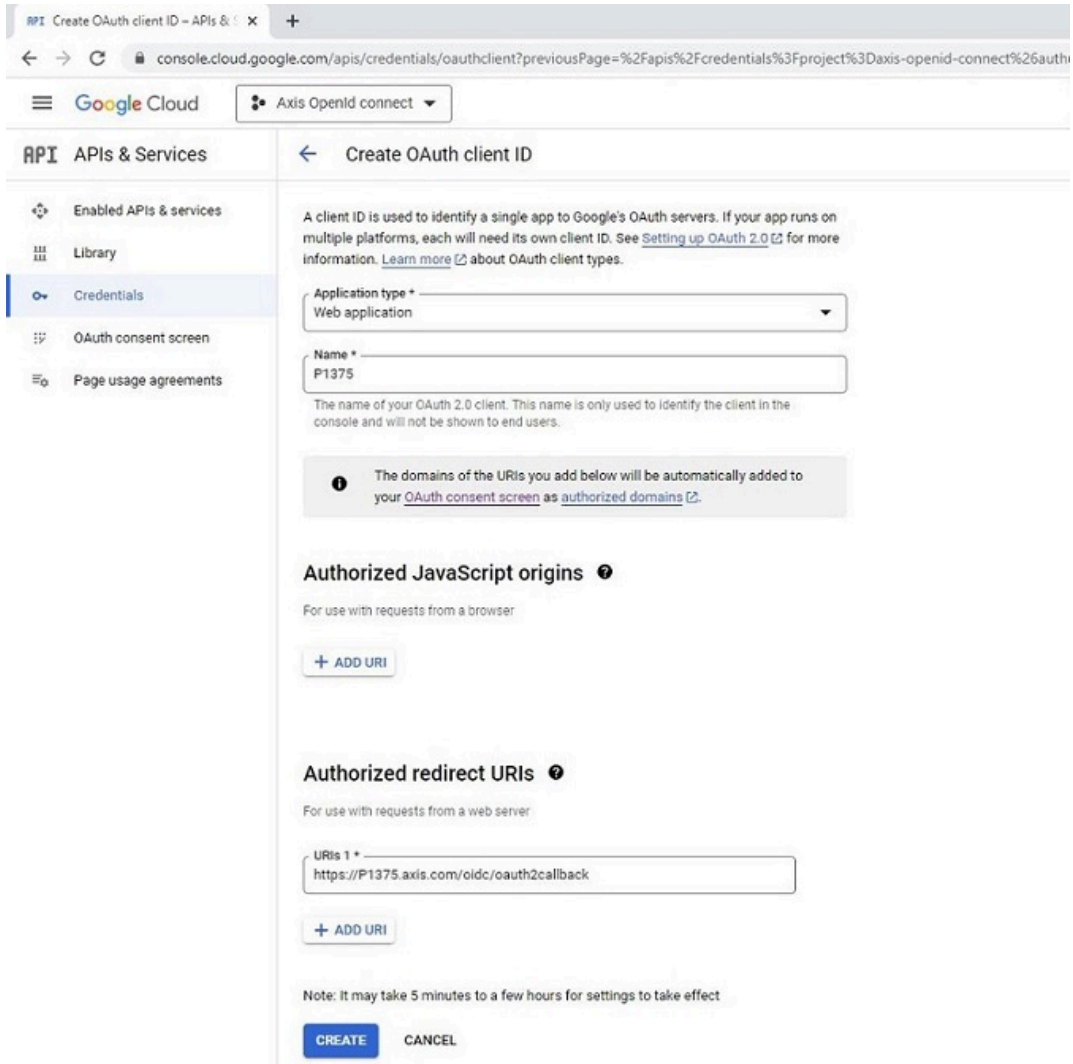 API Create OAuth client ID – APIs &
console.cloud.google.com/apis/credentials/oauthclient?previousPage=%2Fapis%2Fcredentials%3Fproject%3Daxis-openid-connect%26auth
Google Cloud Axis OpenId connect
API APIs & Services
Create OAuth client ID
Enabled APIs & services
Library
Credentials
OAuth consent screen
Page usage agreements
A client ID is used to identify a single app to Google's OAuth servers. If your app runs on
multiple platforms, each will need its own client ID. See Setting up OAuth 2.0 for more
information. Learn more about OAuth client types.
Application type *
Web application
Name *
P1375
The name of your OAuth 2.0 client. This name is only used to identify the client in the
console and will not be shown to end users.
The domains of the URIs you add below will be automatically added to
your OAuth consent screen as authorized domains.
Authorized JavaScript origins
For use with requests from a browser
+ ADD URI
Authorized redirect URIs
For use with requests from a web server
URIs 1 *
https://P1375.axis.com/oidc/oauth2callback
+ ADD URI
Note: It may take 5 minutes to a few hours for settings to take effect
CREATE CANCEL